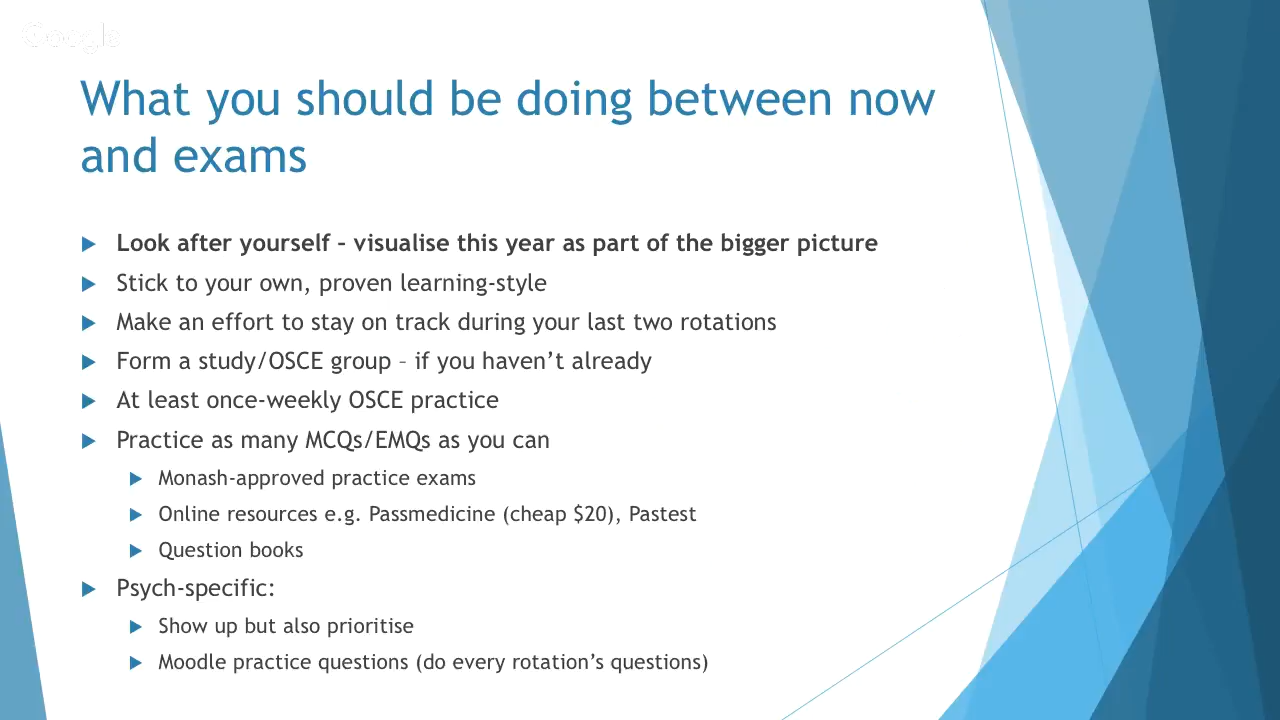 Google
What you should be doing between now
and exams
Look after yourself – visualise this year as part of the bigger picture
Stick to your own, proven learning-style
Make an effort to stay on track during your last two rotations
Form a study/OSCE group – if you haven't already
At least once-weekly OSCE practice
Practice as many MCQs/EMQs as you can
Monash-approved practice exams
Online resources e.g. Passmedicine (cheap $20), Pastest
Question books
Psych-specific:
Show up but also prioritise
Moodle practice questions (do every rotation's questions)